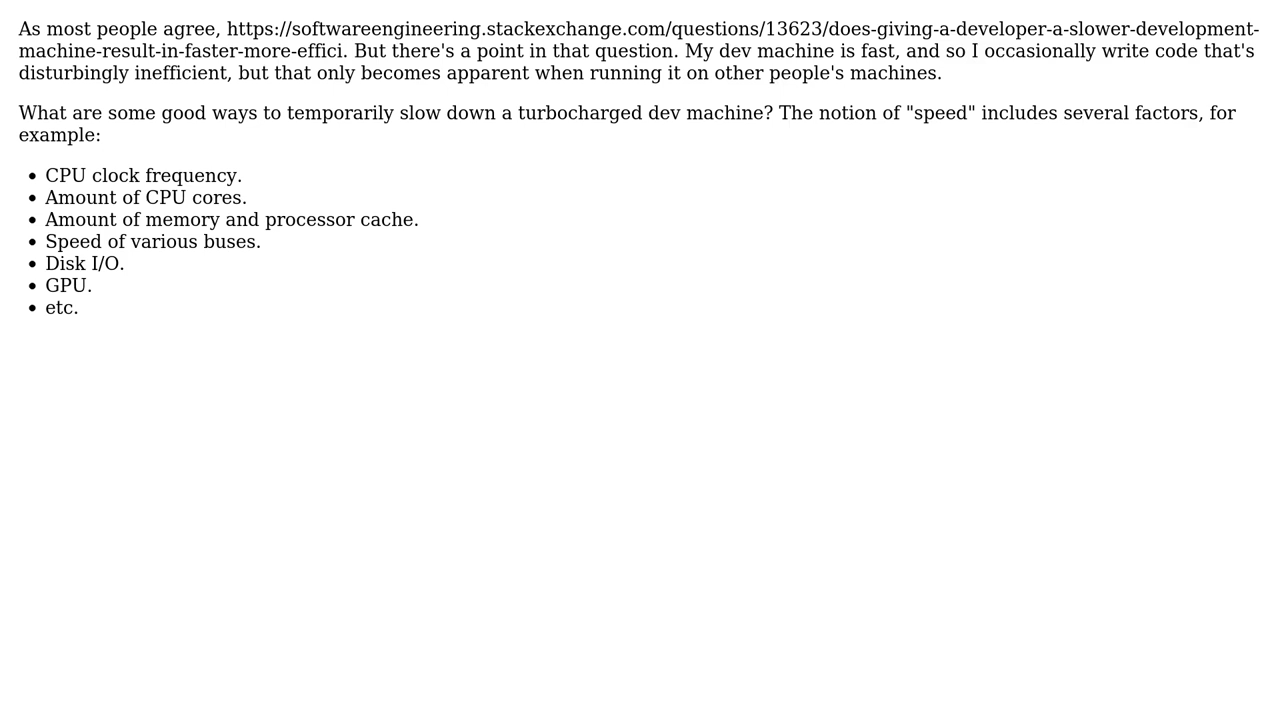 As most people agree, https://softwareengineering.stackexchange.com/questions/13623/does-giving-a-developer-a-slower-development-
machine-result-in-faster-more-effici. But there's a point in that question. My dev machine is fast, and so I occasionally write code that's
disturbingly inefficient, but that only becomes apparent when running it on other people's machines.
What are some good ways to temporarily slow down a turbocharged dev machine? The notion of "speed" includes several factors, for
example:
• CPU clock frequency.
• Amount of CPU cores.
• Amount of memory and processor cache.
• Speed of various buses.
• Disk I/O.
• GPU.
• etc.